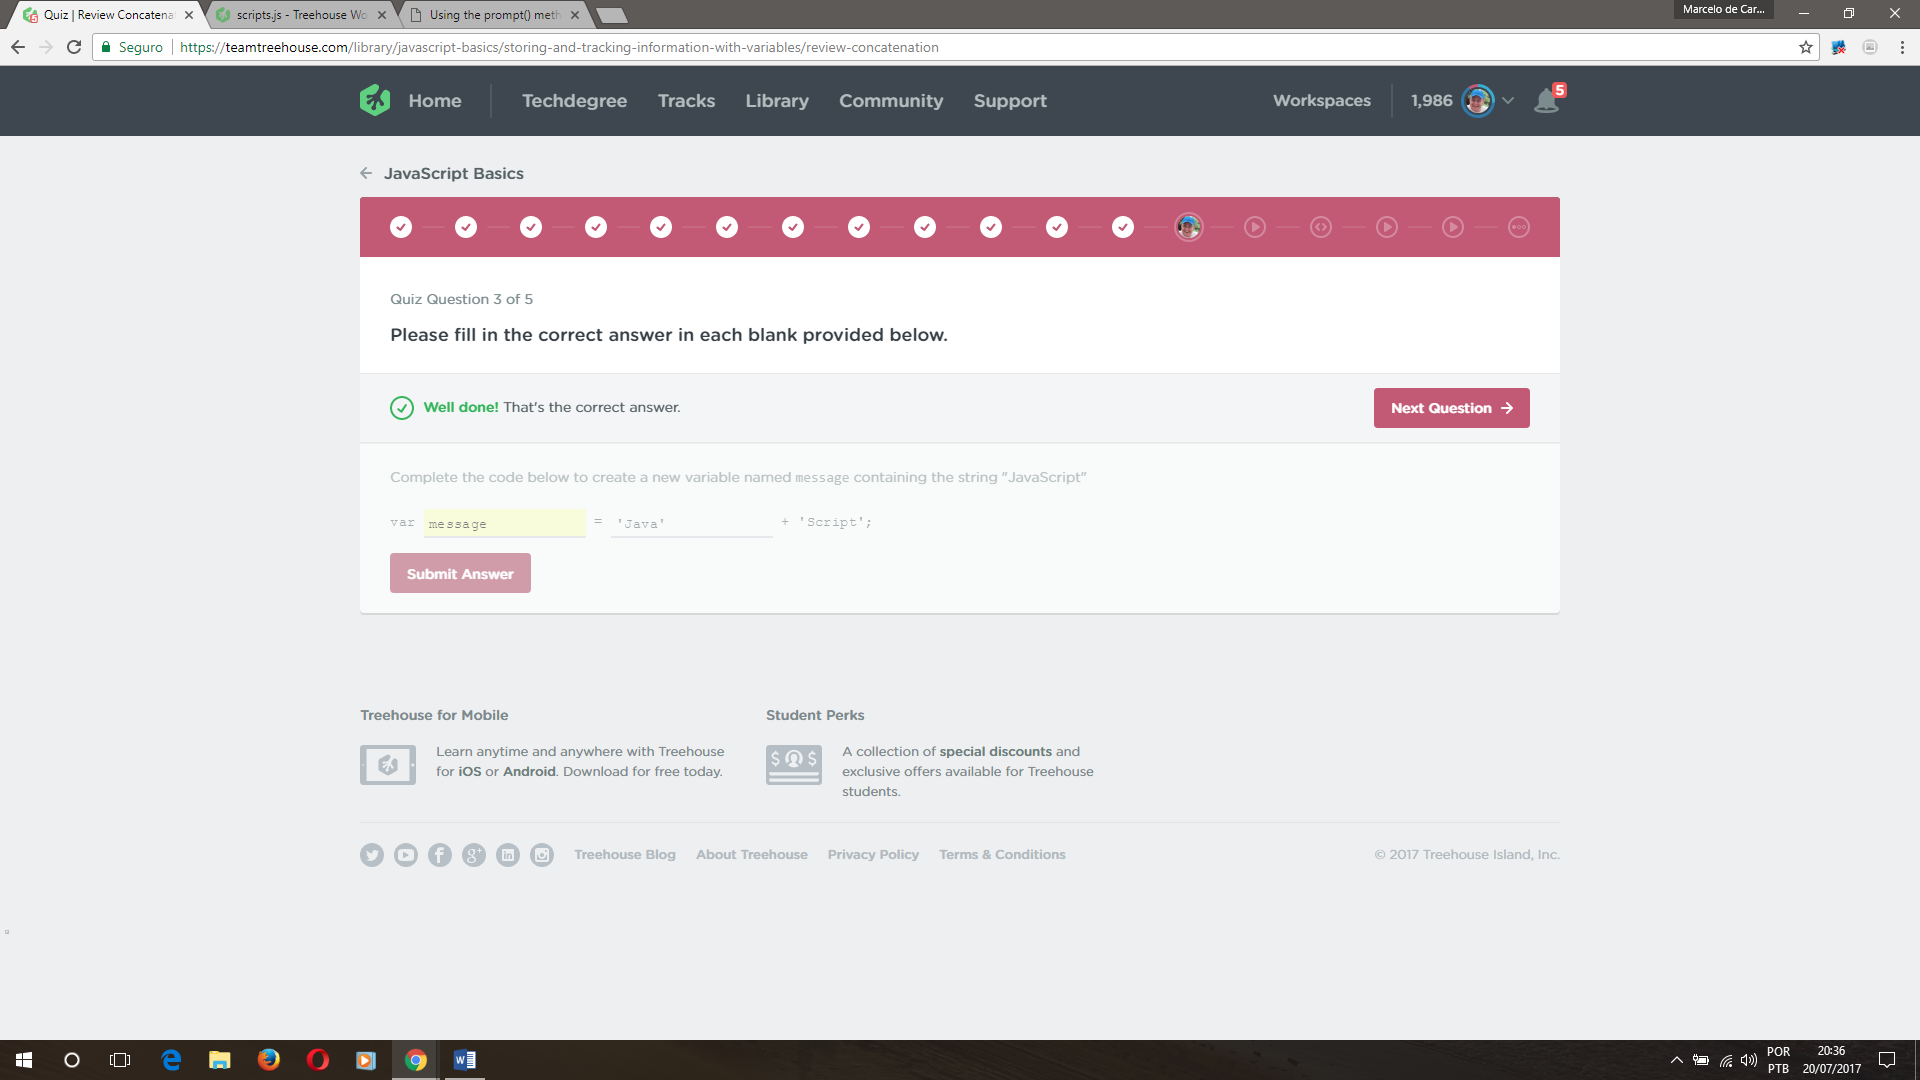 Quiz | Review Concatena
scripts.js - Treehouse Wo
Using the prompt() meth
Marcelo de Car...
Seguro
https://teamtreehouse.com/library/javascript-basics/storing-and-tracking-information-with-variables/review-concatenation
Home
Techdegree
Tracks
Library
Community
Support
Workspaces
1,986
5
JavaScript Basics
Quiz Question 3 of 5
Please fill in the correct answer in each blank provided below.
Well done! That's the correct answer.
Next Question
Complete the code below to create a new variable named message containing the string "JavaScript"
var message = 'Java' + 'Script';
Submit Answer
Treehouse for Mobile
Learn anytime and anywhere with Treehouse
for iOS or Android. Download for free today.
Student Perks
A collection of special discounts and
exclusive offers available for Treehouse
students.
Treehouse Blog
About Treehouse
Privacy Policy
Terms & Conditions
© 2017 Treehouse Island, Inc.
POR
PTB
20:36
20/07/2017